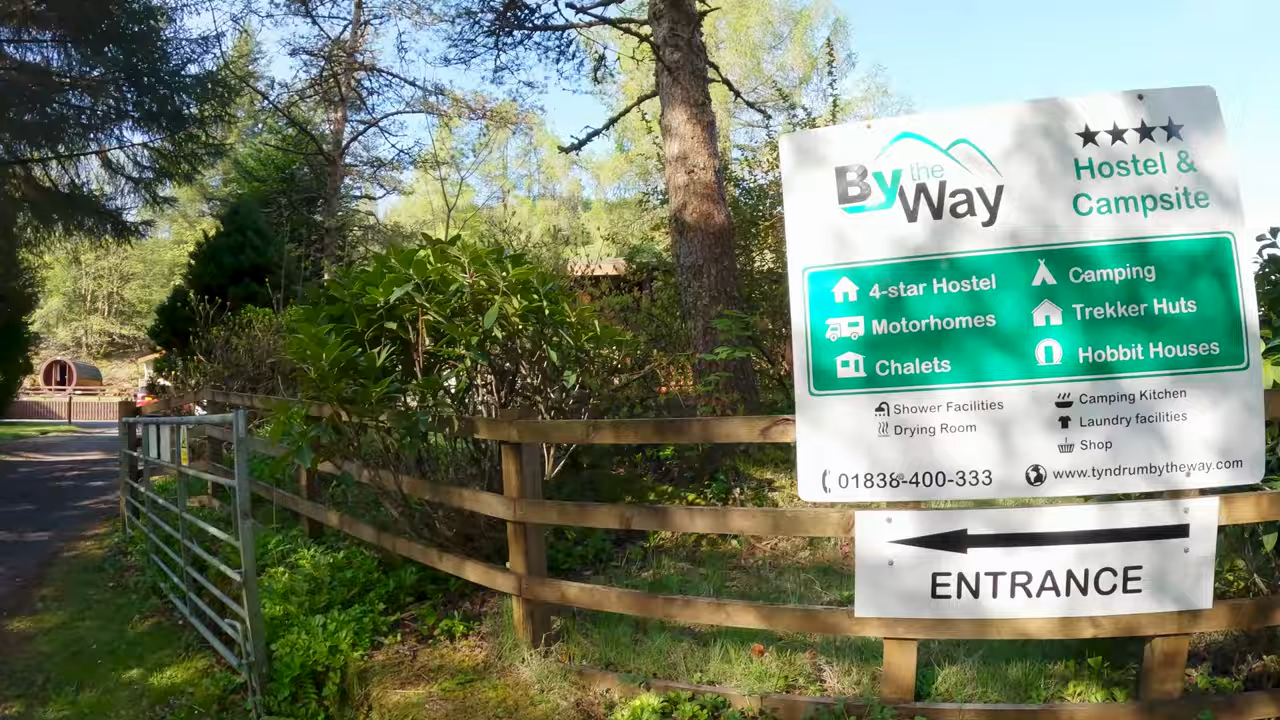 By the Way
Hostel &
Campsite
4-star Hostel
Motorhomes
Chalets
Camping
Trekker Huts
Hobbit Houses
Shower Facilities
Drying Room
Camping Kitchen
Laundry facilities
Shop
01838-400-333
www.tyndrumbytheway.com
ENTRANCE